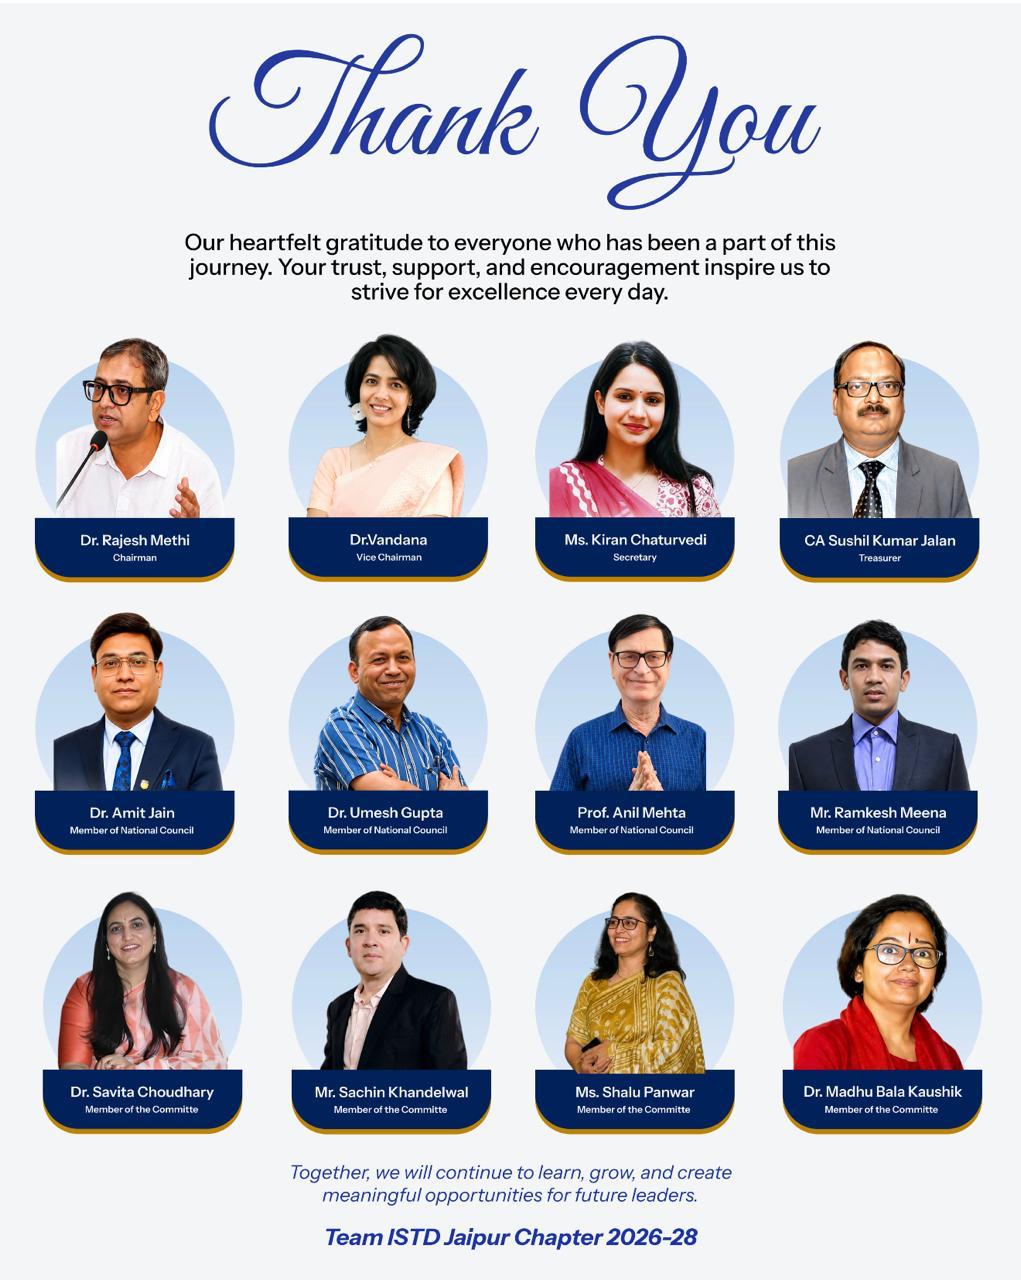 Thank You
Our heartfelt gratitude to everyone who has been a part of this
journey. Your trust, support, and encouragement inspire us to
strive for excellence every day.
Dr. Rajesh Methi
Chairman
Dr.Vandana
Vice Chairman
Ms. Kiran Chaturvedi
Secretary
CA Sushil Kumar Jalan
Treasurer
Dr. Amit Jain
Member of National Council
Dr. Umesh Gupta
Member of National Council
Prof. Anil Mehta
Member of National Council
Mr. Ramkesh Meena
Member of National Council
Dr. Savita Choudhary
Member of the Committe
Mr. Sachin Khandelwal
Member of the Committe
Ms. Shalu Panwar
Member of the Committe
Dr. Madhu Bala Kaushik
Member of the Committe
Together, we will continue to learn, grow, and create
meaningful opportunities for future leaders.
Team ISTD Jaipur Chapter 2026-28